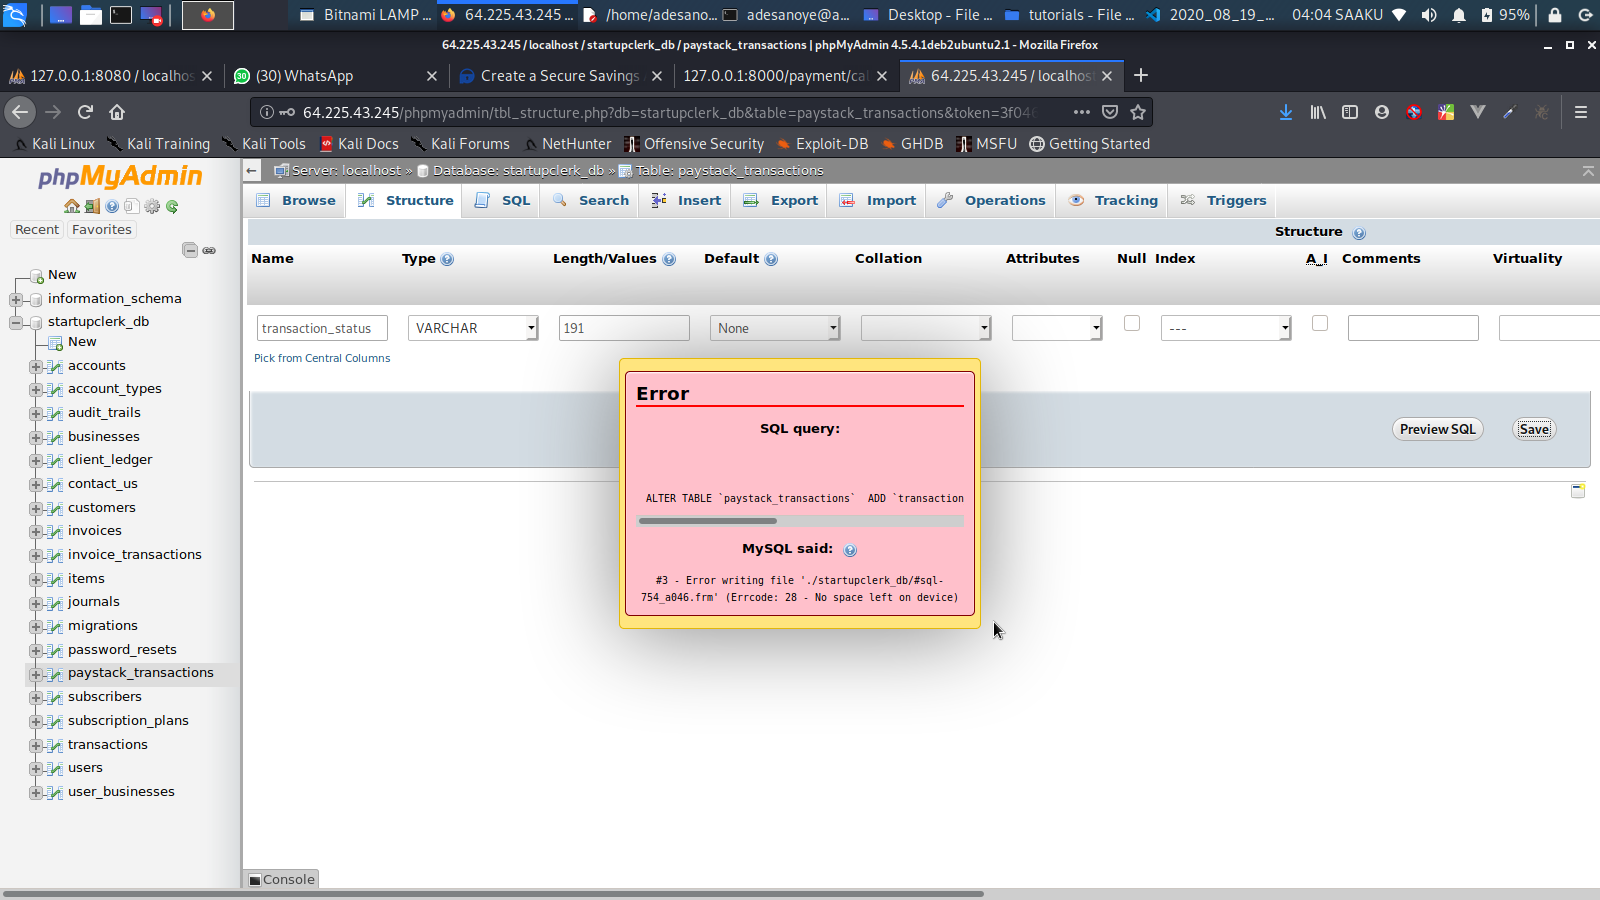 Bitnami LAMP ...
64.225.43.245 ...
/home/adesano...
adesanoye@a...
Desktop - File ...
tutorials - File ...
2020_08_19_...
04:04 SAAKU
95%
64.225.43.245 / localhost / startupclerk_db / paystack_transactions | phpMyAdmin 4.5.4.1deb2ubuntu2.1 - Mozilla Firefox
127.0.0.1:8080 / localhos
(30) WhatsApp
Create a Secure Savings
127.0.0.1:8000/payment/cal
64.225.43.245 / localhos
64.225.43.245/phpmyadmin/tbl_structure.php?db=startupclerk_db&table=paystack_transactions&token=3f046
Kali Linux
Kali Training
Kali Tools
Kali Docs
Kali Forums
NetHunter
Offensive Security
Exploit-DB
GHDB
MSFU
Getting Started
phpMyAdmin
Recent
Favorites
New
information_schema
startupclerk_db
New
accounts
account_types
audit_trails
businesses
client_ledger
contact_us
customers
invoices
invoice_transactions
items
journals
migrations
password_resets
paystack_transactions
subscribers
subscription_plans
transactions
users
user_businesses
Server: localhost » Database: startupclerk_db » Table: paystack_transactions
Browse
Structure
SQL
Search
Insert
Export
Import
Operations
Tracking
Triggers
Structure
Name
Type
Length/Values
Default
Collation
Attributes
Null
Index
A_I
Comments
Virtuality
transaction_status
VARCHAR
191
None
---
Pick from Central Columns
Preview SQL
Save
Error
SQL query:
ALTER TABLE `paystack_transactions`  ADD `transaction
MySQL said:
#3 - Error writing file './startupclerk_db/#sql-
754_a046.frm' (Errcode: 28 - No space left on device)
Console